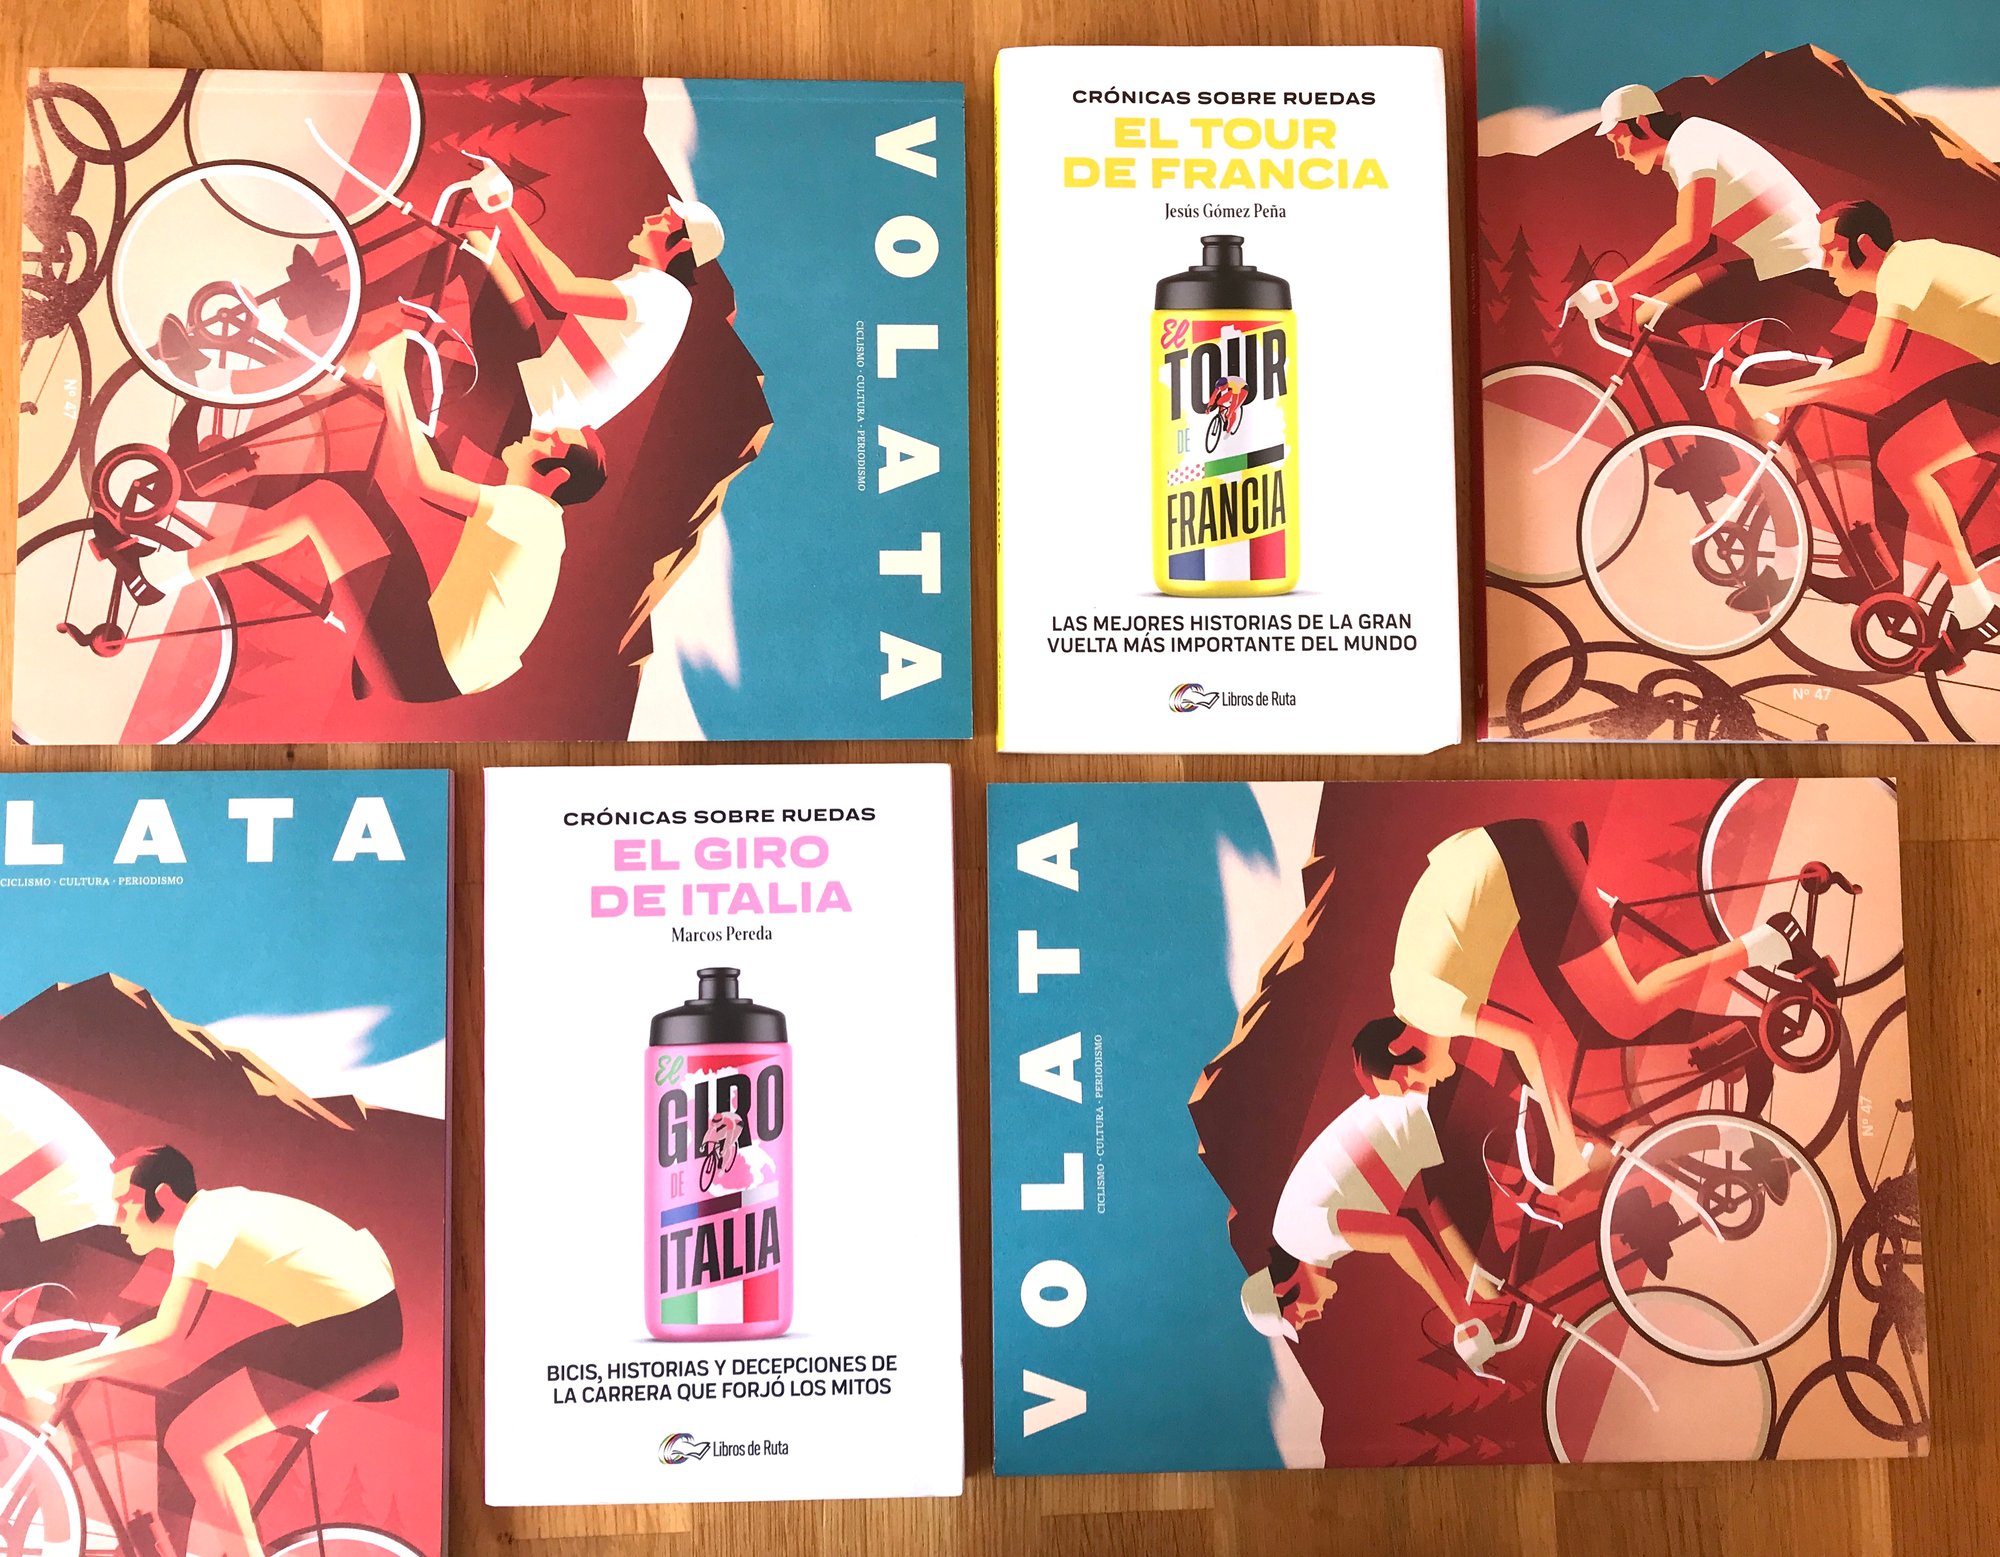 VOLATA
CICLISMO · CULTURA · PERIODISMO
Nº 47
CRÓNICAS SOBRE RUEDAS
EL TOUR
DE FRANCIA
Jesús Gómez Peña
El
TOUR
DE
FRANCIA
LAS MEJORES HISTORIAS DE LA GRAN
VUELTA MÁS IMPORTANTE DEL MUNDO
Libros de Ruta
Nº 47
LATA
CICLISMO · CULTURA · PERIODISMO
CRÓNICAS SOBRE RUEDAS
EL GIRO
DE ITALIA
Marcos Pereda
El
GIRO
DE
ITALIA
BICIS, HISTORIAS Y DECEPCIONES DE
LA CARRERA QUE FORJÓ LOS MITOS
Libros de Ruta
VOLATA
CICLISMO · CULTURA · PERIODISMO
Nº 47